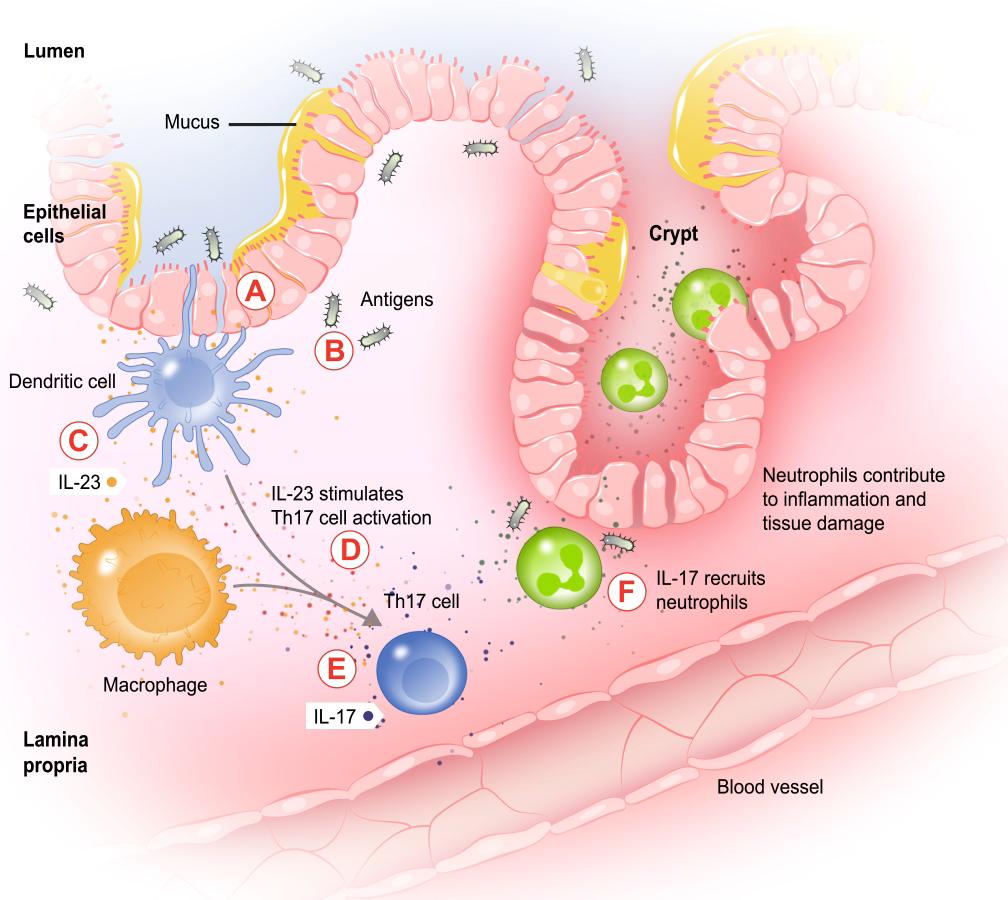 Lumen
Mucus
Epithelial
cells
Crypt
A
Antigens
B
Dendritic cell
C
IL-23
IL-23 stimulates
Th17 cell activation
D
Neutrophils contribute
to inflammation and
tissue damage
F
IL-17 recruits
neutrophils
Th17 cell
E
Macrophage
IL-17
Lamina
propria
Blood vessel